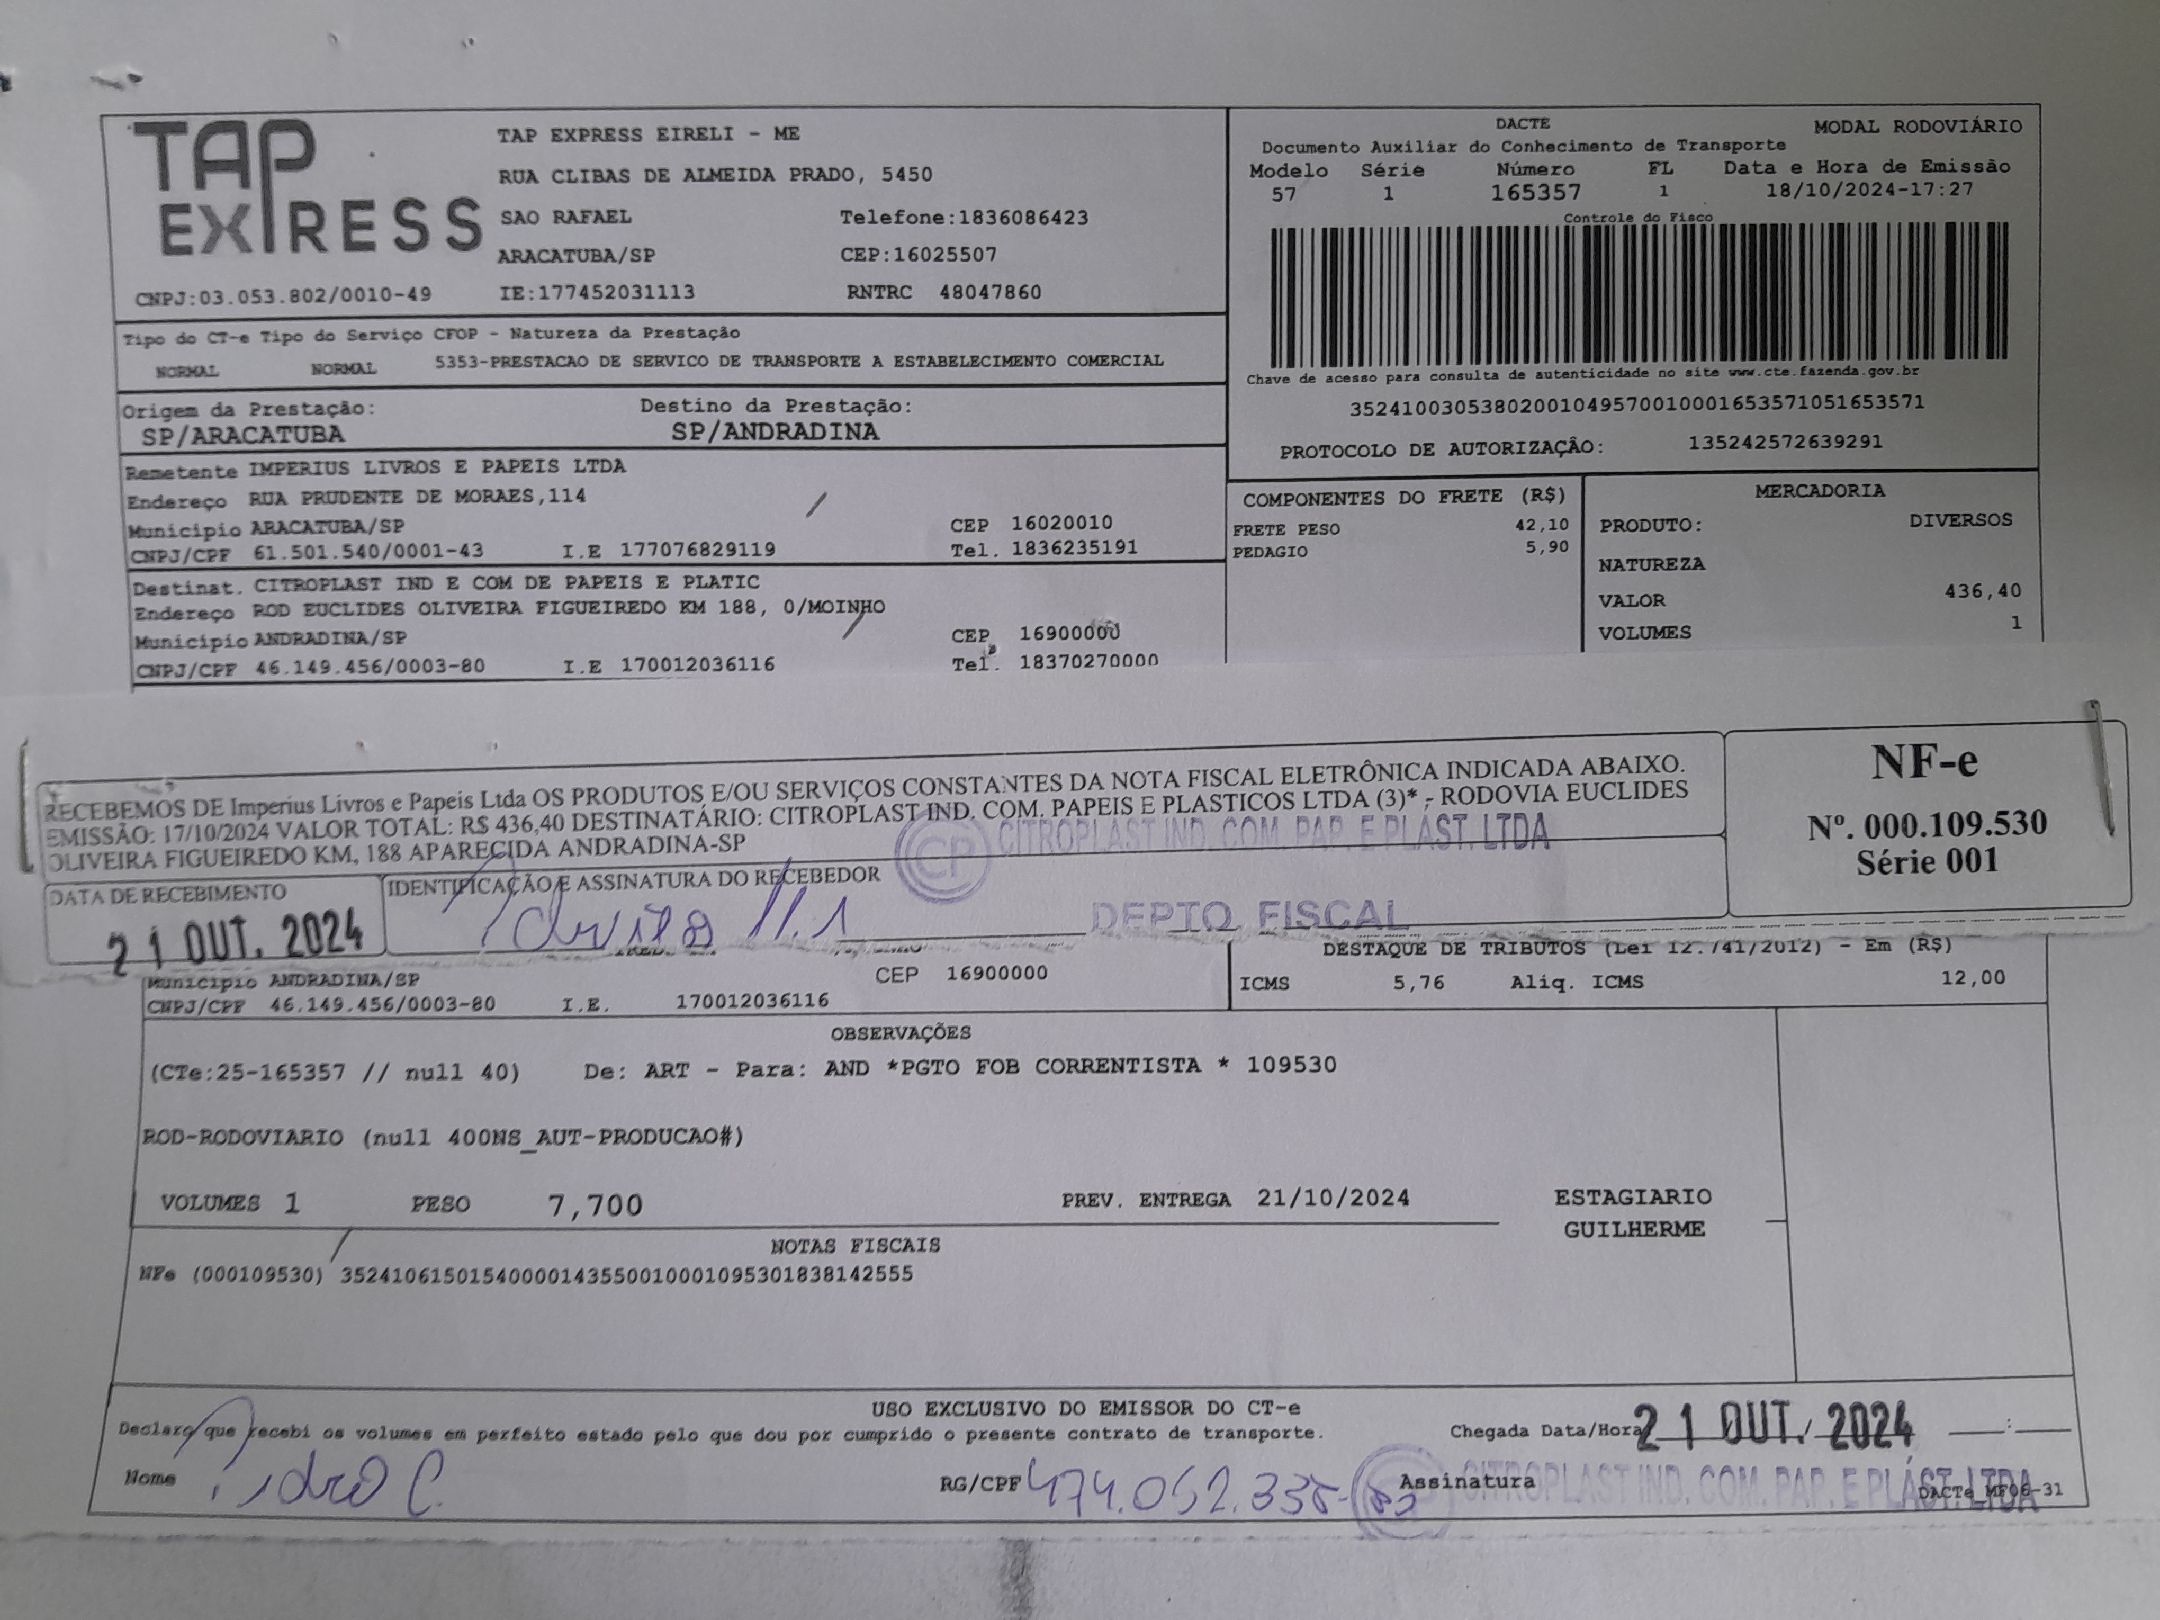 TAP
EXPRESS
TAP EXPRESS EIRELI - ME
RUA CLIBAS DE ALMEIDA PRADO, 5450
SAO RAFAEL Telefone:1836086423
ARACATUBA/SP CEP:16025507
CNPJ:03.053.802/0010-49 IE:177452031113 RNTRC 48047860
DACTE MODAL RODOVIÁRIO
Documento Auxiliar do Conhecimento de Transporte
Modelo Série Número FL Data e Hora de Emissão
57 1 165357 1 18/10/2024-17:27
Controle do Fisco
Chave de acesso para consulta de autenticidade no site www.cte.fazenda.gov.br
35241003053802001049570010001653571051653571
PROTOCOLO DE AUTORIZAÇÃO: 135242572639291
Tipo do CT-e Tipo do Serviço CFOP - Natureza da Prestação
NORMAL NORMAL 5353-PRESTACAO DE SERVICO DE TRANSPORTE A ESTABELECIMENTO COMERCIAL
Origem da Prestação: Destino da Prestação:
SP/ARACATUBA SP/ANDRADINA
Remetente IMPERIUS LIVROS E PAPEIS LTDA
Endereço RUA PRUDENTE DE MORAES,114
Municipio ARACATUBA/SP CEP 16020010
CNPJ/CPF 61.501.540/0001-43 I.E 177076829119 Tel. 1836235191
Destinat. CITROPLAST IND E COM DE PAPEIS E PLATIC
Endereço ROD EUCLIDES OLIVEIRA FIGUEIREDO KM 188, 0/MOINHO
Municipio ANDRADINA/SP CEP 16900000
CNPJ/CPF 46.149.456/0003-80 I.E 170012036116 Tel. 18370270000
COMPONENTES DO FRETE (R$)
FRETE PESO 42,10
PEDAGIO 5,90
MERCADORIA
PRODUTO: DIVERSOS
NATUREZA
VALOR 436,40
VOLUMES 1
RECEBEMOS DE Imperius Livros e Papeis Ltda OS PRODUTOS E/OU SERVIÇOS CONSTANTES DA NOTA FISCAL ELETRÔNICA INDICADA ABAIXO.
EMISSÃO: 17/10/2024 VALOR TOTAL: R$ 436,40 DESTINATÁRIO: CITROPLAST IND. COM. PAPEIS E PLASTICOS LTDA (3)* - RODOVIA EUCLIDES
OLIVEIRA FIGUEIREDO KM, 188 APARECIDA ANDRADINA-SP
NF-e
Nº. 000.109.530
Série 001
CP CITROPLAST IND. COM. PAP. E PLÁST. LTDA
DEPTO. FISCAL
DATA DE RECEBIMENTO IDENTIFICAÇÃO E ASSINATURA DO RECEBEDOR
21 OUT. 2024
Municipio ANDRADINA/SP CEP 16900000
CNPJ/CPF 46.149.456/0003-80 I.E. 170012036116
DESTAQUE DE TRIBUTOS (Lei 12.741/2012) - Em (R$)
ICMS 5,76 Aliq. ICMS 12,00
OBSERVAÇÕES
(CTe:25-165357 // null 40) De: ART - Para: AND *PGTO FOB CORRENTISTA * 109530
ROD-RODOVIARIO (null 400NS_AUT-PRODUCAO#)
VOLUMES 1 PESO 7,700 PREV. ENTREGA 21/10/2024 ESTAGIARIO
GUILHERME
NOTAS FISCAIS
NFe (000109530) 35241061501540000143550010001095301838142555
USO EXCLUSIVO DO EMISSOR DO CT-e
Declaro que recebi os volumes em perfeito estado pelo que dou por cumprido o presente contrato de transporte.
Chegada Data/Hora 21 OUT. 2024
Nome RG/CPF Assinatura
CITROPLAST IND. COM. PAP. E PLÁST. LTDA
DACTe MF06-31